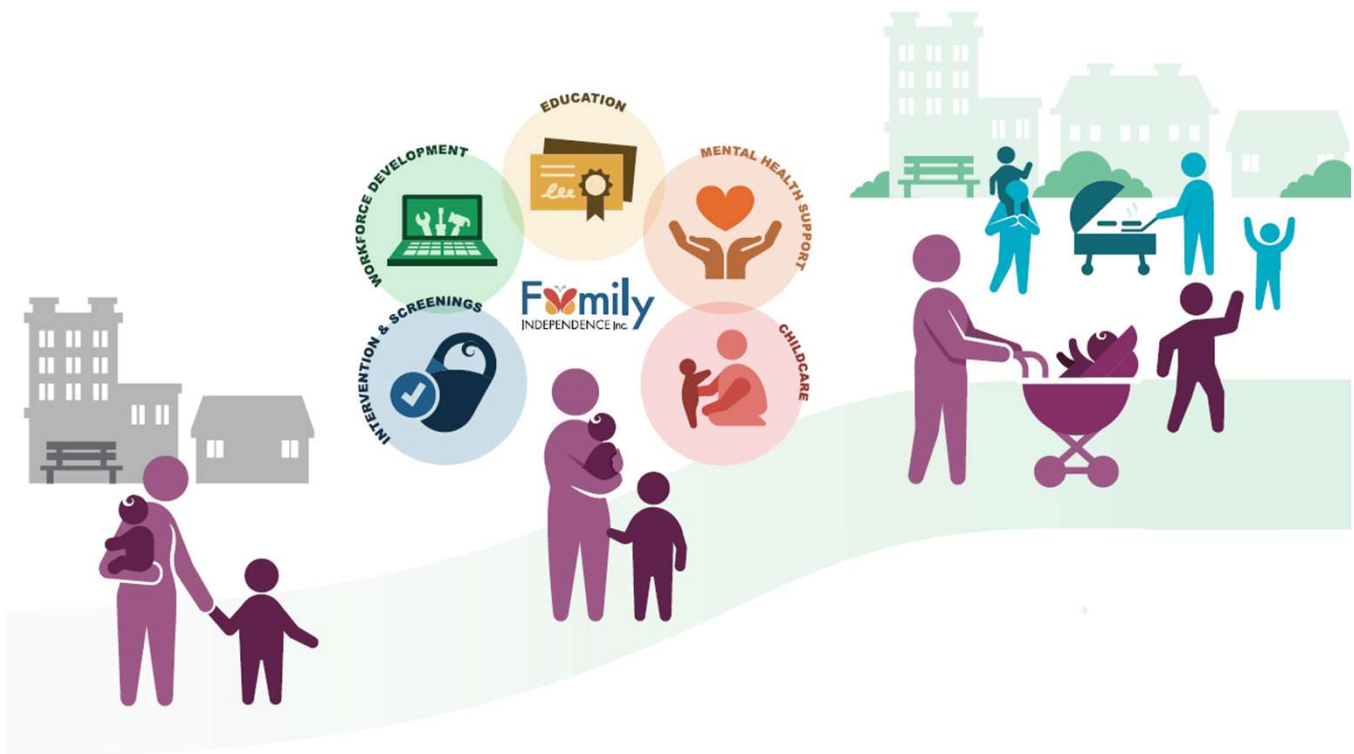 EDUCATION
WORKFORCE DEVELOPMENT
MENTAL HEALTH SUPPORT
INTERVENTION & SCREENINGS
Family
INDEPENDENCE Inc.
CHILDCARE